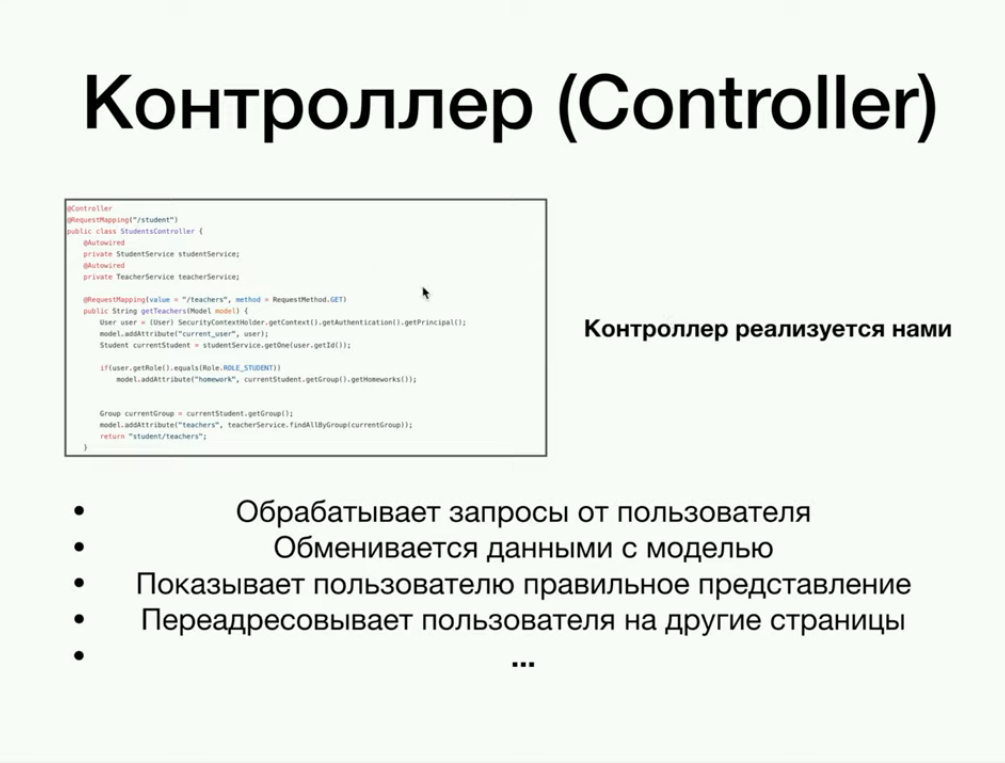 Контроллер (Controller)
@Controller
@RequestMapping("/student")
public class StudentsController {
@Autowired
private StudentService studentService;
@Autowired
private TeacherService teacherService;
@RequestMapping(value = "/teachers", method = RequestMethod.GET)
public String getTeachers(Model model) {
User user = (User) SecurityContextHolder.getContext().getAuthentication().getPrincipal();
model.addAttribute("current_user", user);
Student currentStudent = studentService.getOne(user.getId());
if(user.getRole().equals(Role.ROLE_STUDENT))
model.addAttribute("homework", currentStudent.getGroup().getHomeworks());
Group currentGroup = currentStudent.getGroup();
model.addAttribute("teachers", teacherService.findAllByGroup(currentGroup));
return "student/teachers";
}
Контроллер реализуется нами
• Обрабатывает запросы от пользователя
• Обменивается данными с моделью
• Показывает пользователю правильное представление
• Переадресовывает пользователя на другие страницы
• ...